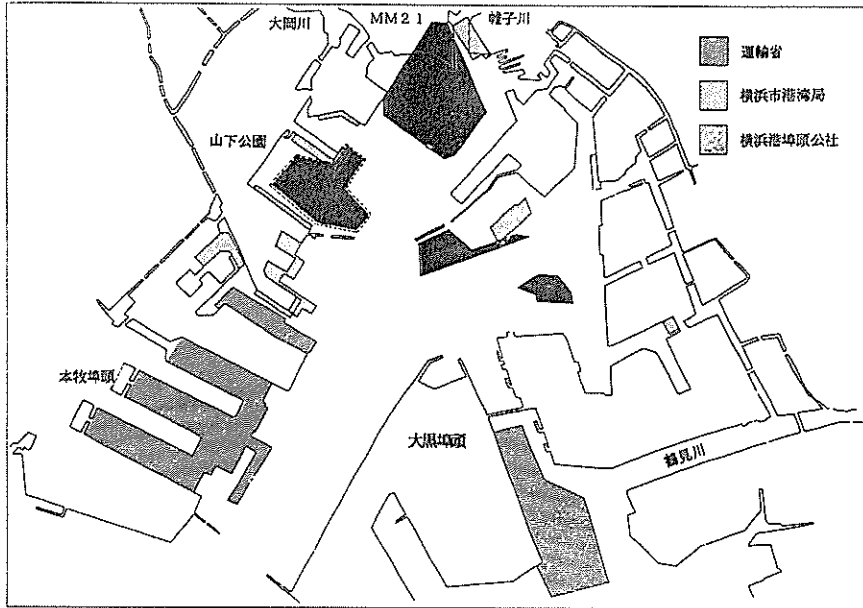 大岡川
MM21
帷子川
運輸省
横浜市港湾局
横浜港埠頭公社
山下公園
本牧埠頭
大黒埠頭
鶴見川